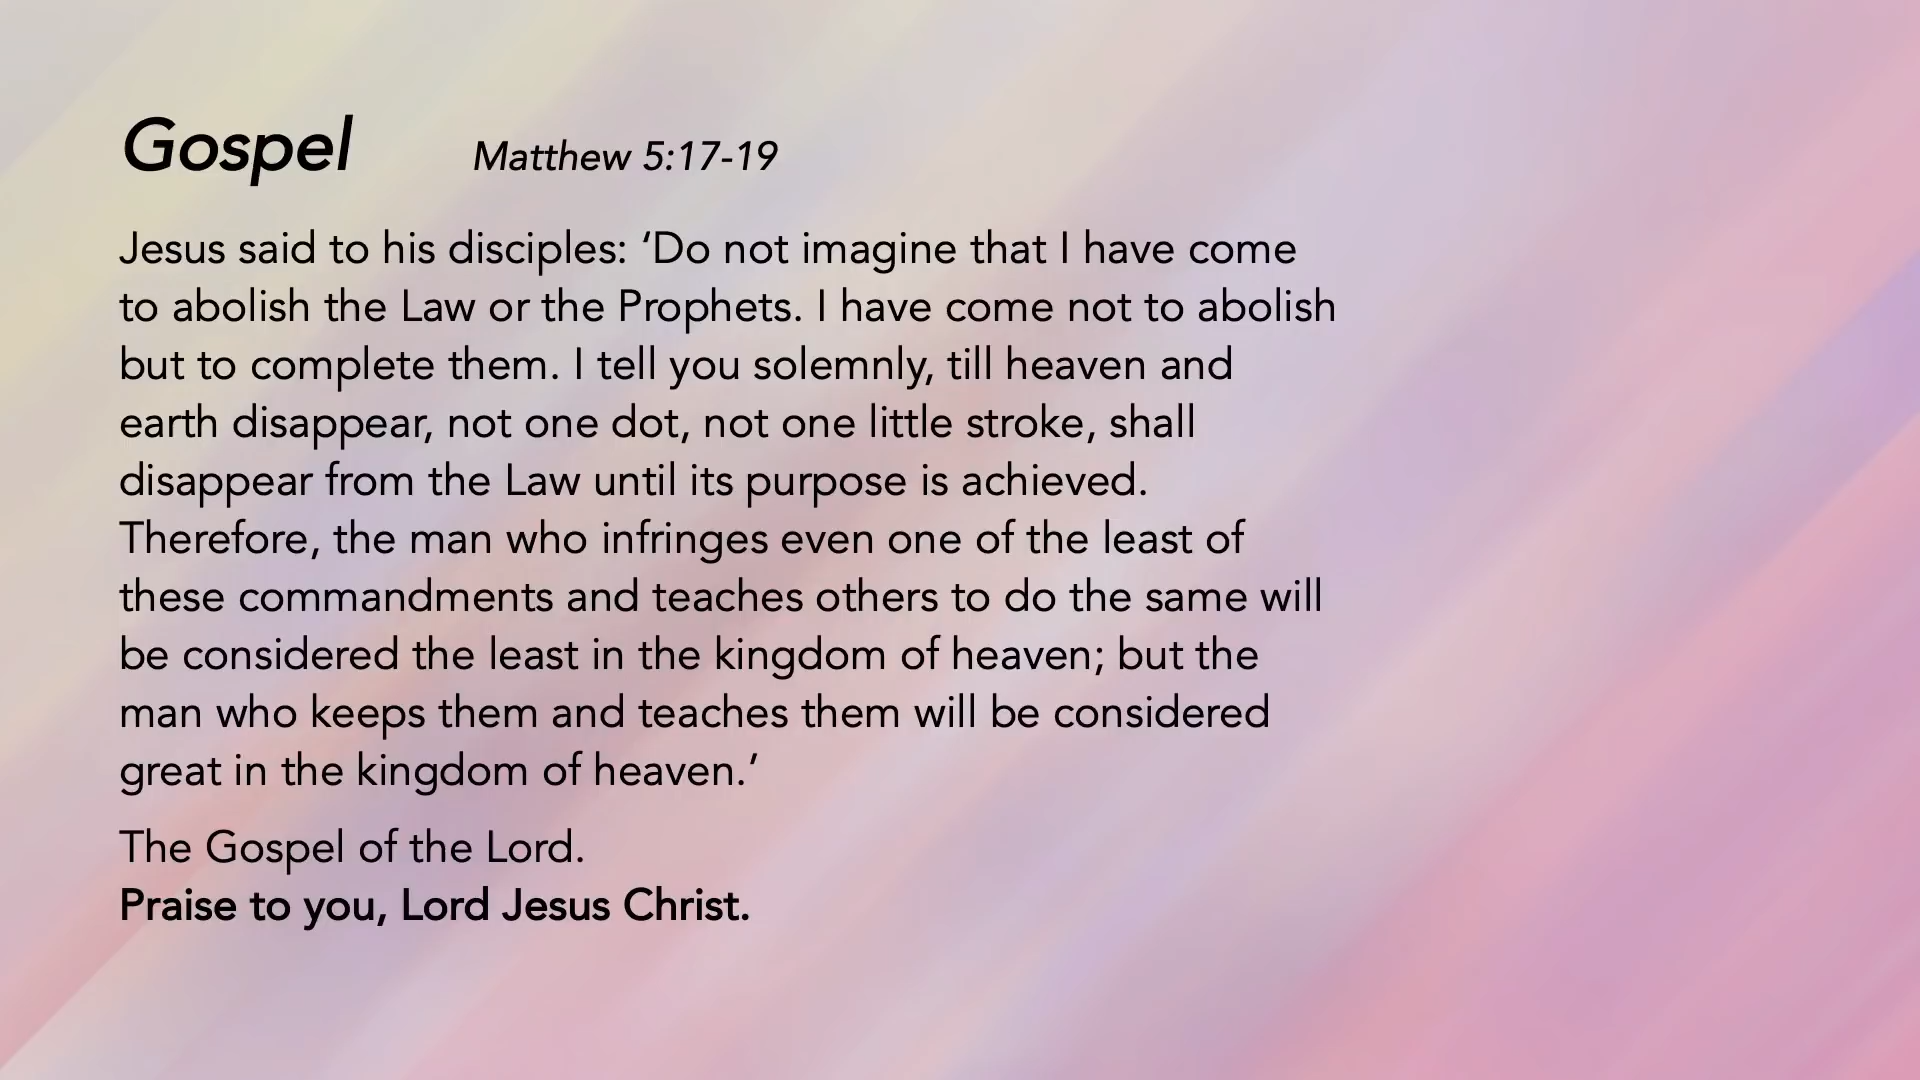 Gospel Matthew 5:17-19
Jesus said to his disciples: ‘Do not imagine that I have come
to abolish the Law or the Prophets. I have come not to abolish
but to complete them. I tell you solemnly, till heaven and
earth disappear, not one dot, not one little stroke, shall
disappear from the Law until its purpose is achieved.
Therefore, the man who infringes even one of the least of
these commandments and teaches others to do the same will
be considered the least in the kingdom of heaven; but the
man who keeps them and teaches them will be considered
great in the kingdom of heaven.’
The Gospel of the Lord.
Praise to you, Lord Jesus Christ.